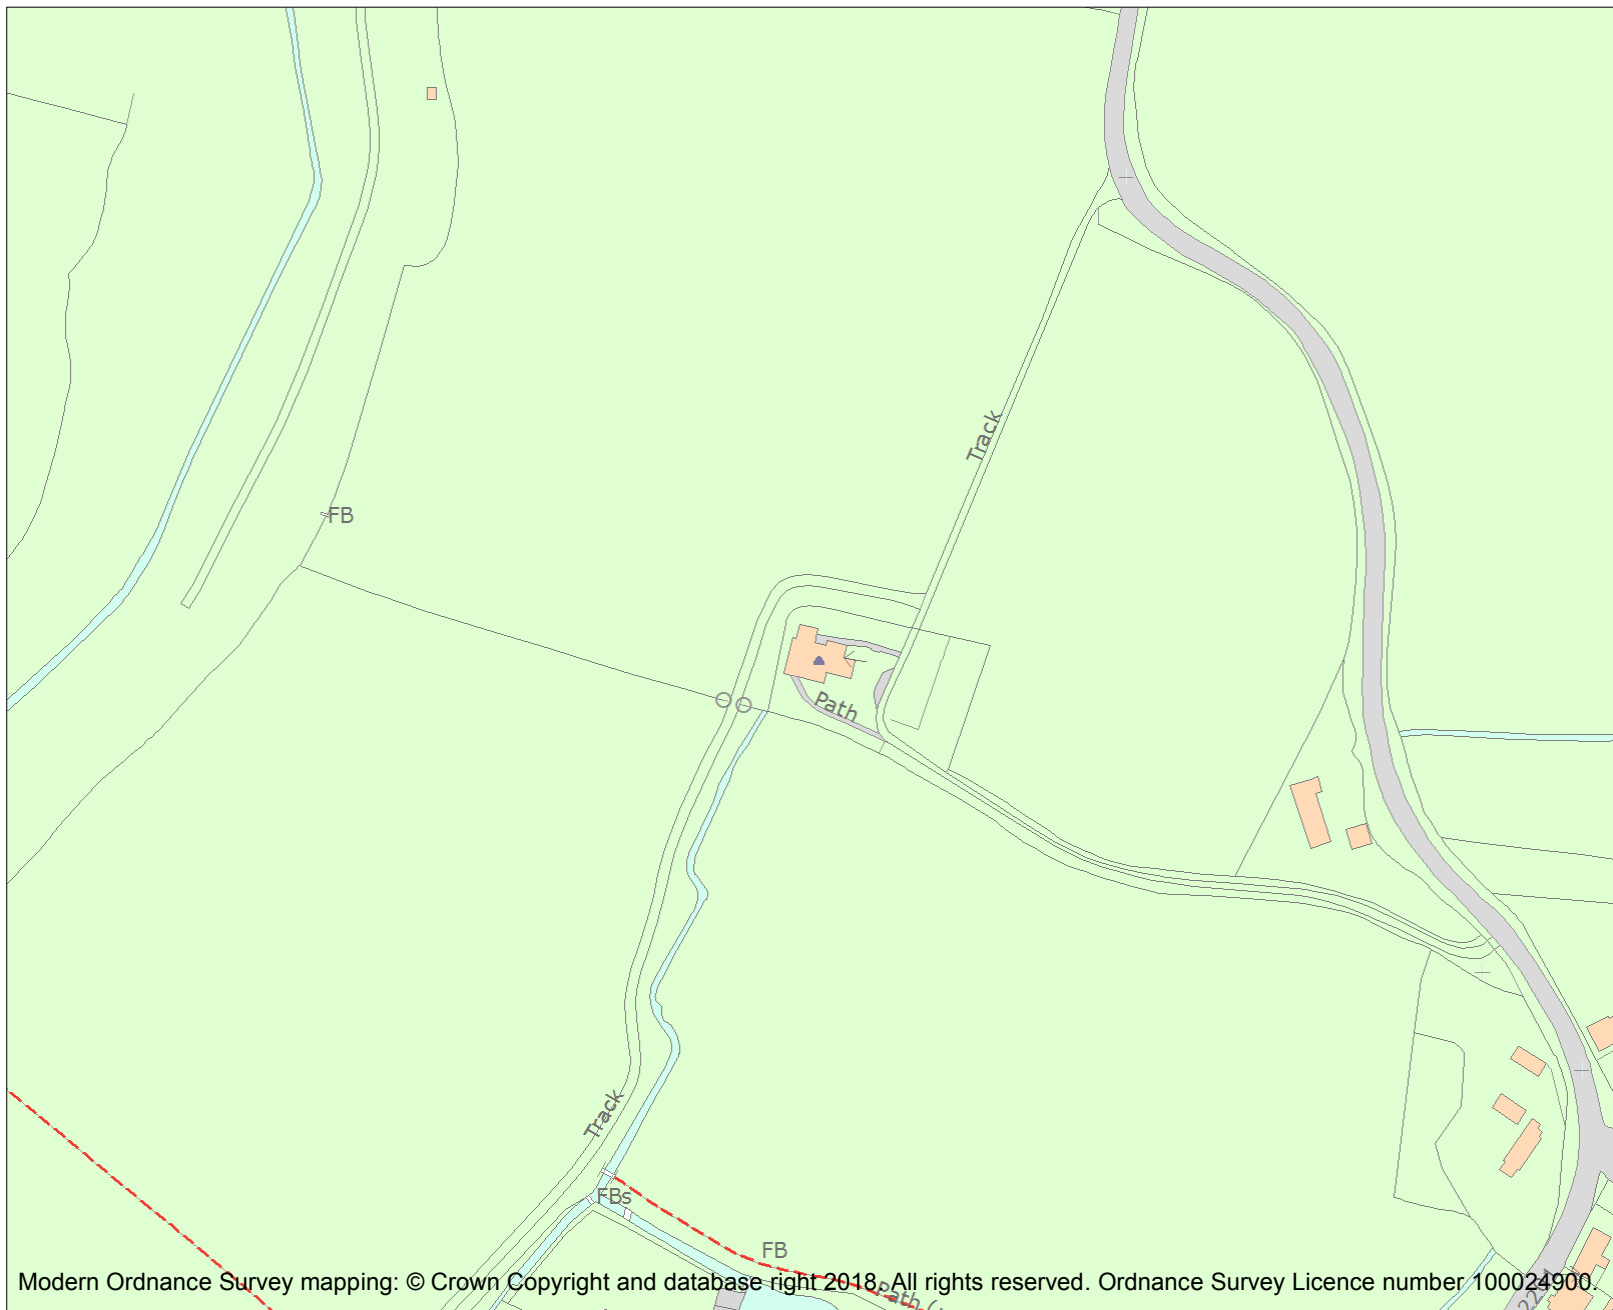 Track
FB
Path
Track
FBs
FB
Path (
Modern Ordnance Survey mapping: © Crown Copyright and database right 2018. All rights reserved. Ordnance Survey Licence number 100024900.